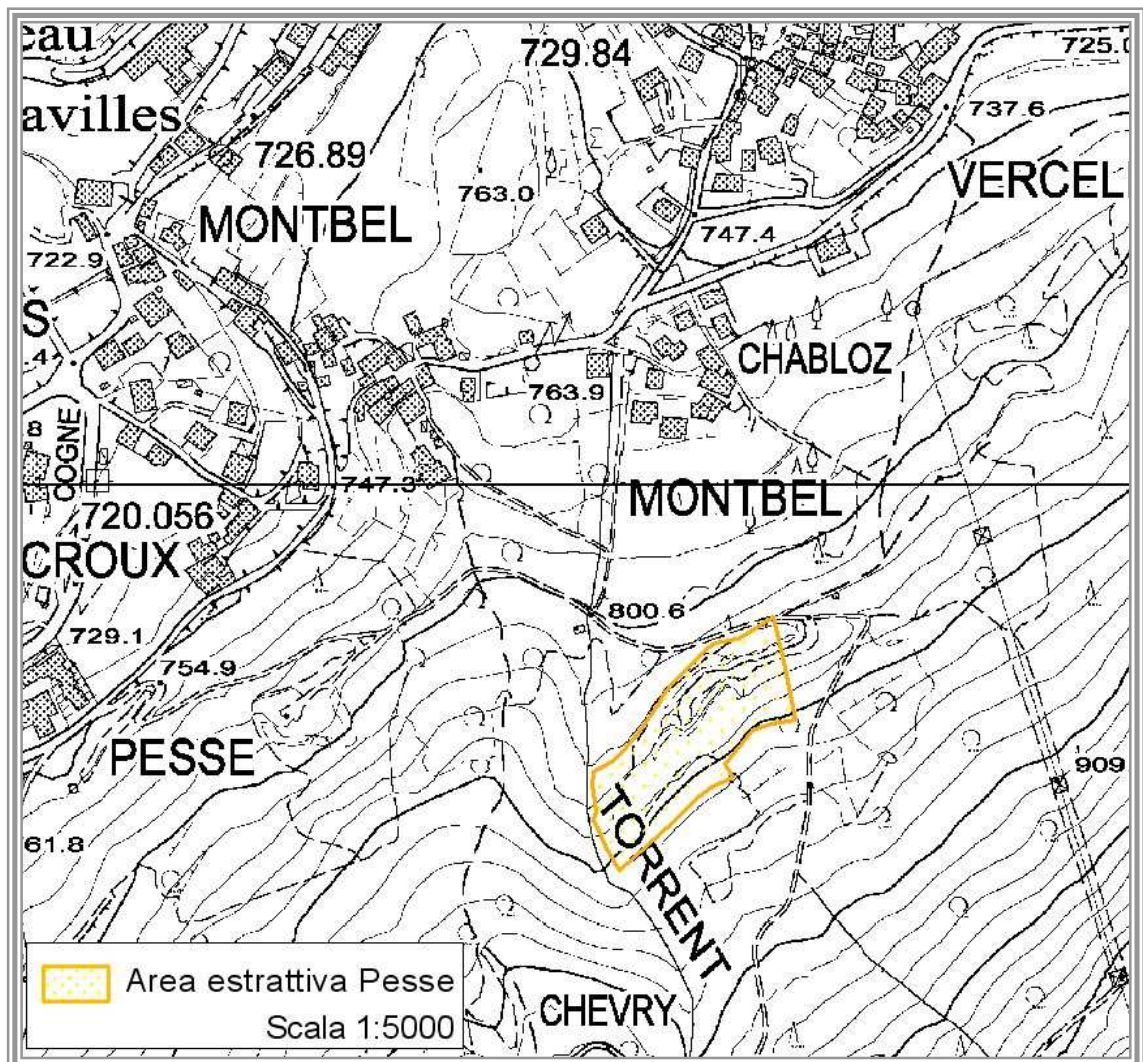 eau
avilles
729.84
725.0
737.6
726.89
763.0
VERCEL
MONTBEL
747.4
722.9
CHABLOZ
763.9
COGNE
747.3
MONTBEL
720.056
CROUX
800.6
729.1
754.9
PESSE
909
TORRENT
61.8
Area estrattiva Pesse
Scala 1:5000
CHEVRY